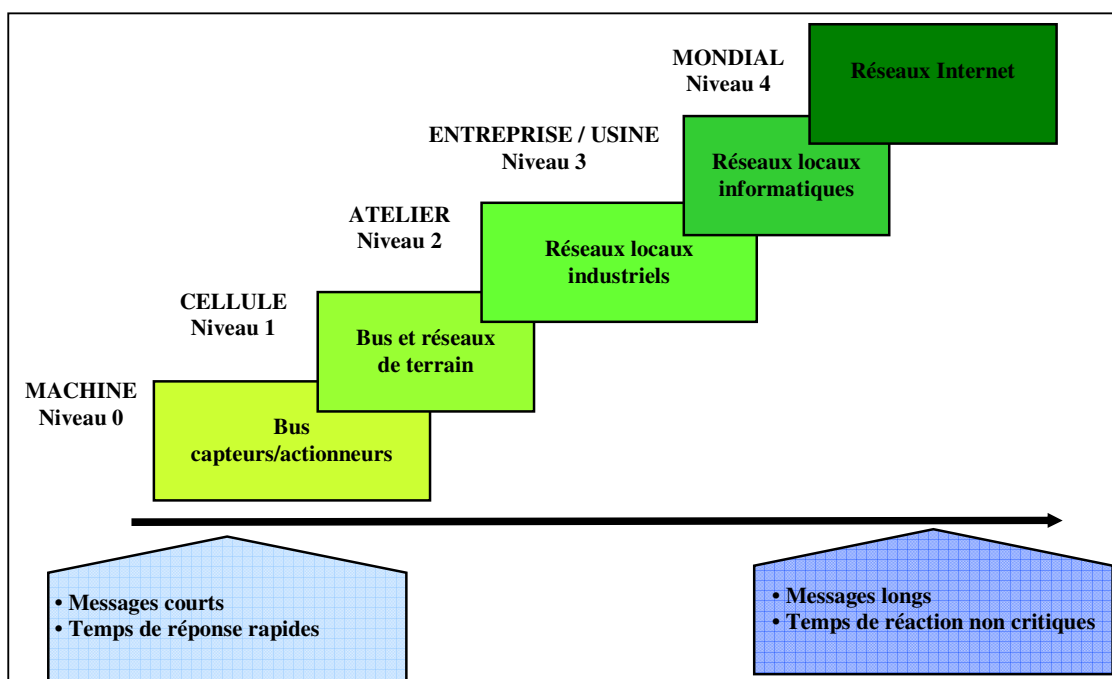 MONDIAL
Niveau 4
Réseaux Internet
ENTREPRISE / USINE
Niveau 3
Réseaux locaux
informatiques
ATELIER
Niveau 2
Réseaux locaux
industriels
CELLULE
Niveau 1
Bus et réseaux
de terrain
MACHINE
Niveau 0
Bus
capteurs/actionneurs
• Messages courts
• Temps de réponse rapides
• Messages longs
• Temps de réaction non critiques